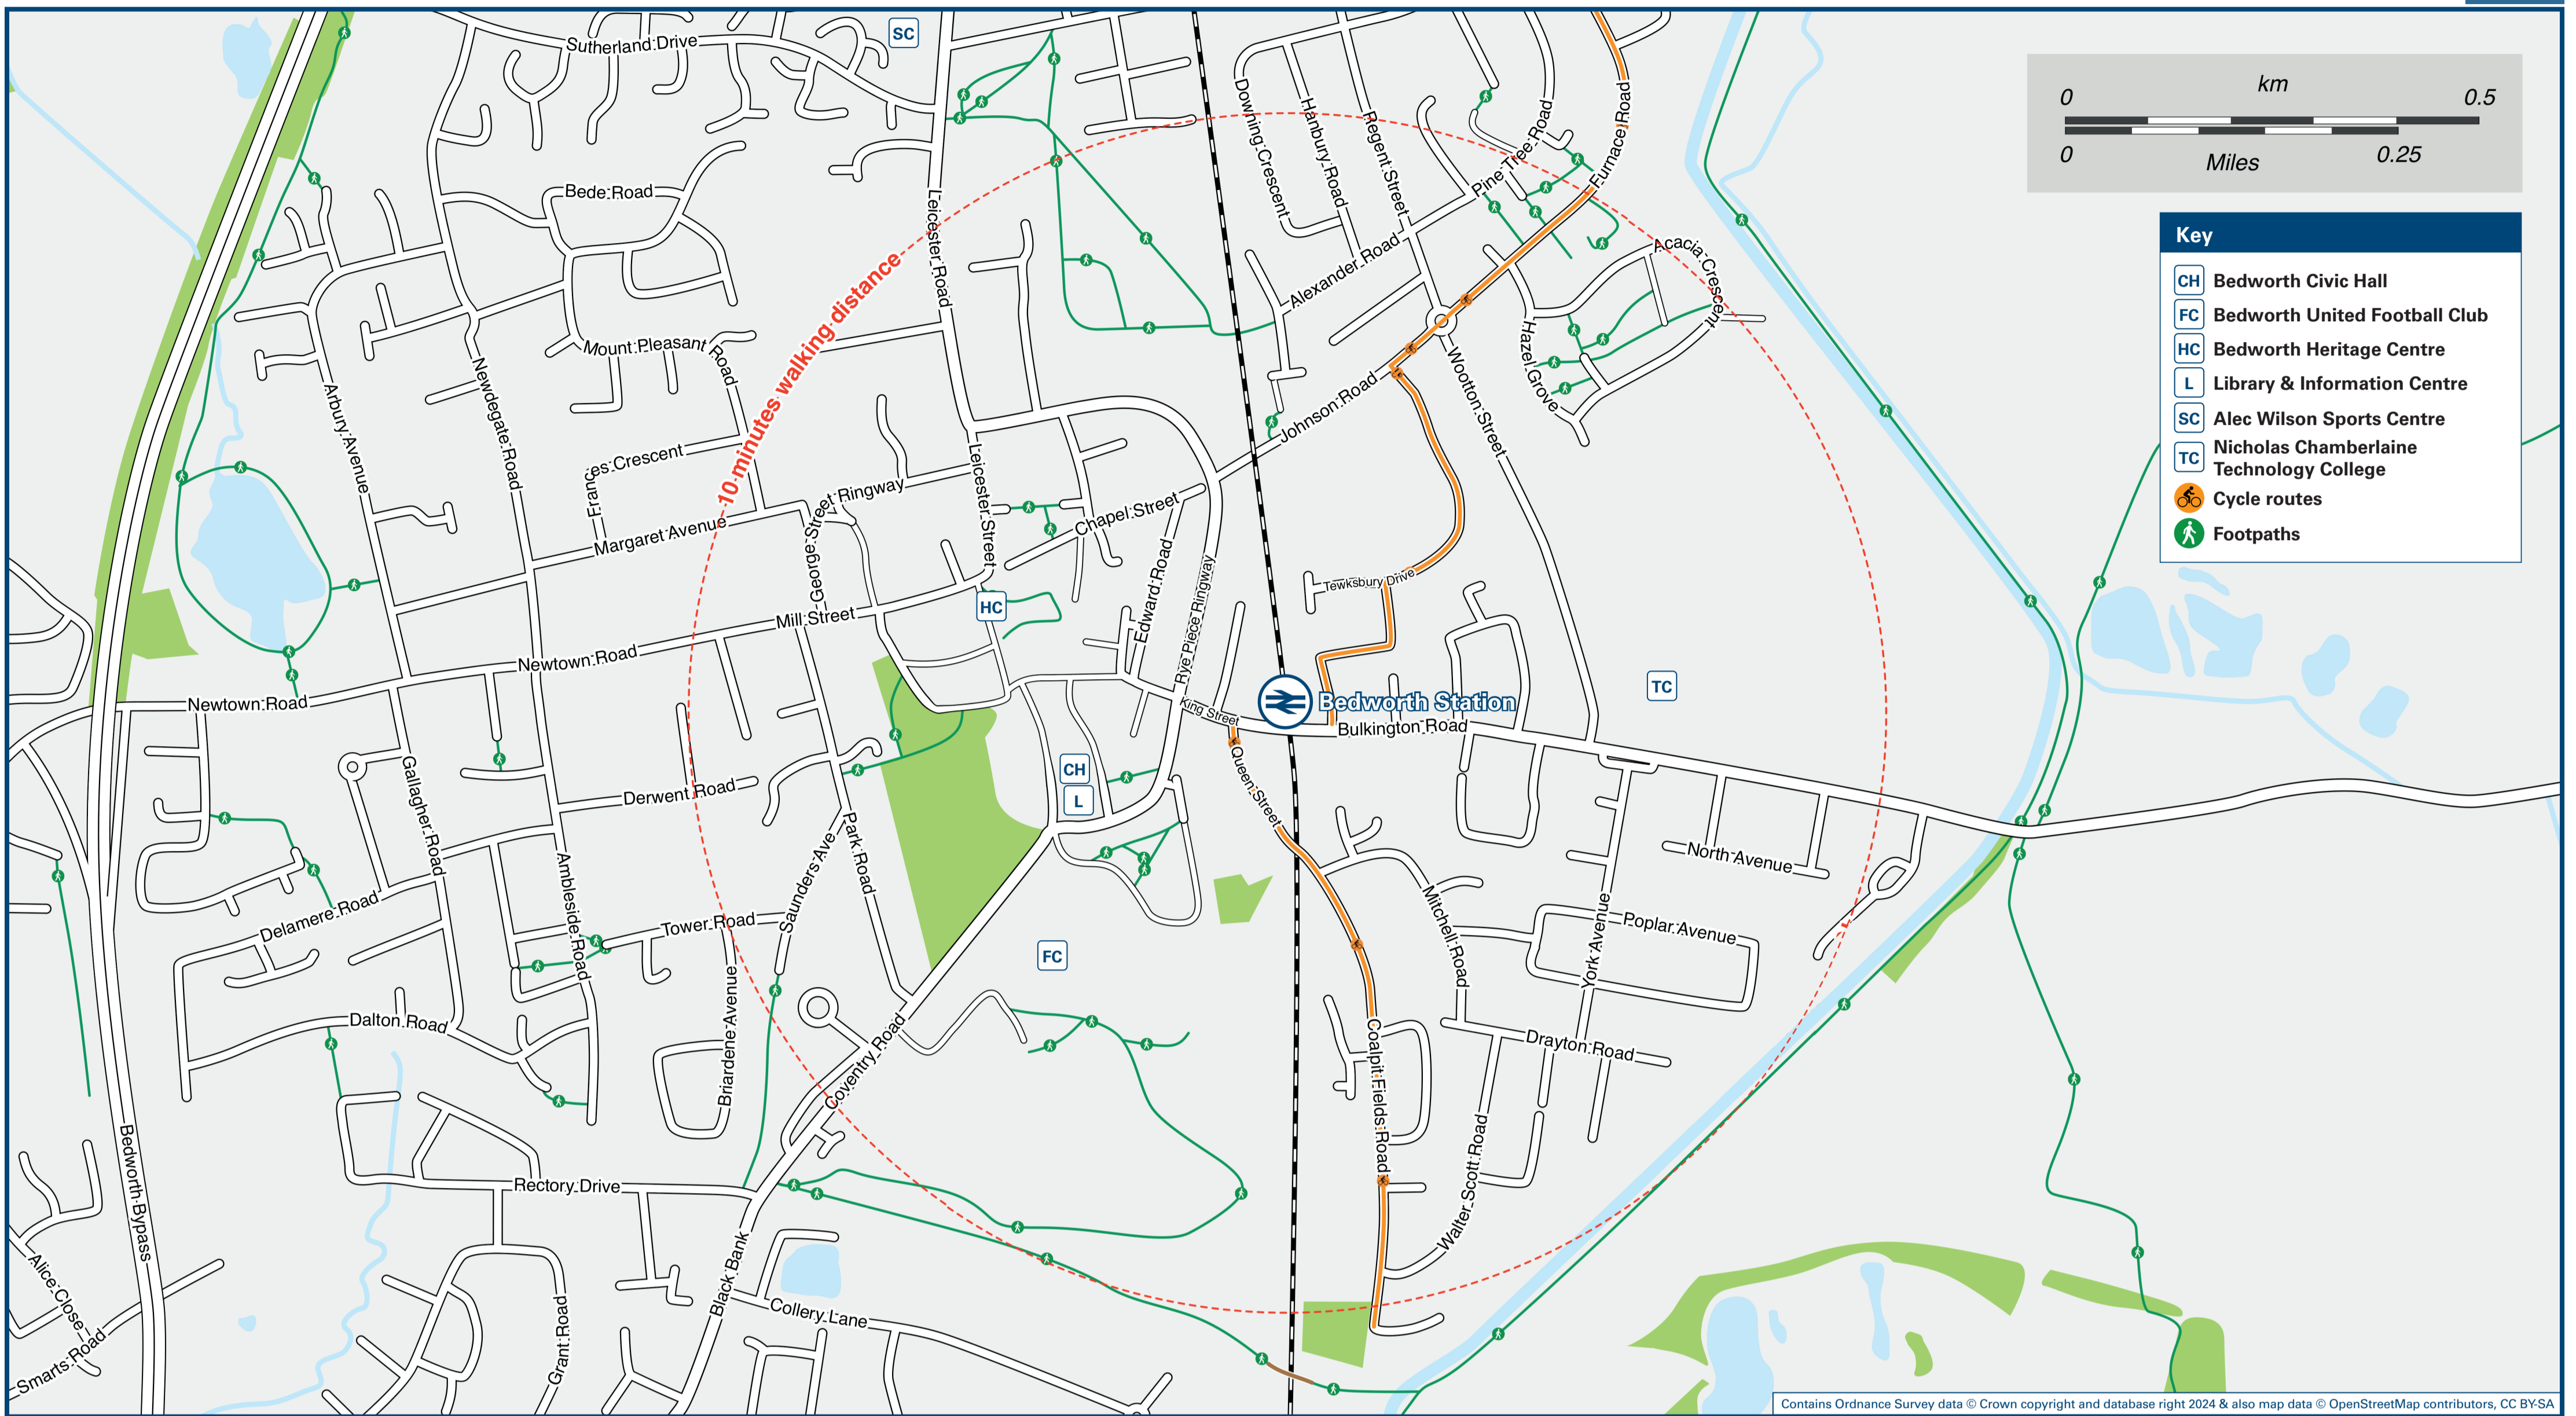 Sutherland Drive
SC
km
0
0.5
0
Miles
0.25
Key
CH Bedworth Civic Hall
FC Bedworth United Football Club
HC Bedworth Heritage Centre
L Library & Information Centre
SC Alec Wilson Sports Centre
TC Nicholas Chamberlaine
Technology College
Cycle routes
Footpaths
Downing Crescent
Hanbury Road
Regent Street
Pine Tree Road
Furnace Road
Bede Road
Leicester Road
Alexander Road
Acacia Crescent
10 minutes walking distance
Mount Pleasant Road
Hazel Grove
Arbury Avenue
Newdegate Road
Johnson Road
Wootton Street
Frances Crescent
Leicester Street
George Street Ringway
Chapel Street
Margaret Avenue
Edward Road
Rye Piece Ringway
Tewksbury Drive
HC
Mill Street
Newtown Road
Newtown Road
King Street
Bedworth Station
TC
Bulkington Road
Queen Street
CH
L
Gallagher Road
Derwent Road
Park Road
Saunders Ave
North Avenue
Ambleside Road
Delamere Road
Tower Road
Mitchell Road
Poplar Avenue
York Avenue
FC
Dalton Road
Briardene Avenue
Coventry Road
Coalpit Fields Road
Drayton Road
Walter Scott Road
Bedworth Bypass
Rectory Drive
Black Bank
Collery Lane
Alice Close
Smarts Road
Grant Road
Contains Ordnance Survey data © Crown copyright and database right 2024 & also map data © OpenStreetMap contributors, CC BY-SA